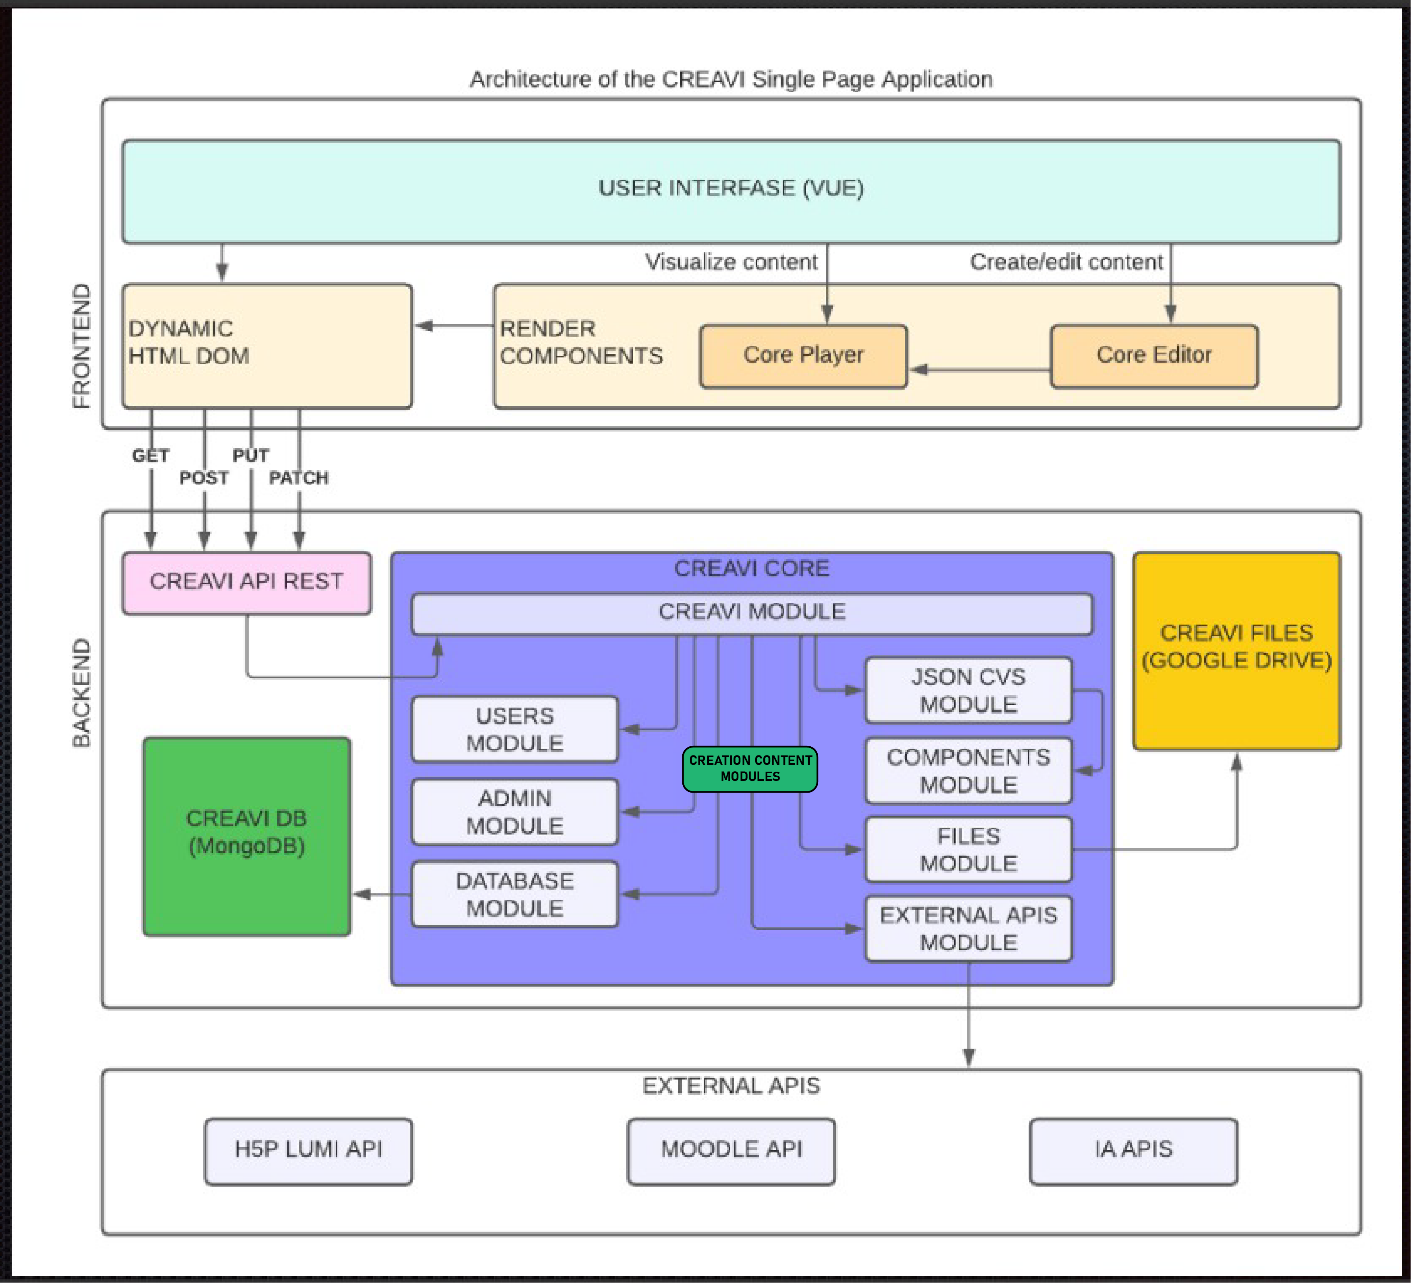 Architecture of the CREAVI Single Page Application
USER INTERFASE (VUE)
Visualize content
Create/edit content
FRONTEND
DYNAMIC
HTML DOM
RENDER
COMPONENTS
Core Player
Core Editor
GET
POST
PUT
PATCH
BACKEND
CREAVI API REST
CREAVI CORE
CREAVI MODULE
CREAVI FILES
(GOOGLE DRIVE)
USERS
MODULE
JSON CVS
MODULE
CREATION CONTENT
MODULES
COMPONENTS
MODULE
ADMIN
MODULE
CREAVI DB
(MongoDB)
FILES
MODULE
DATABASE
MODULE
EXTERNAL APIS
MODULE
EXTERNAL APIS
H5P LUMI API
MOODLE API
IA APIS